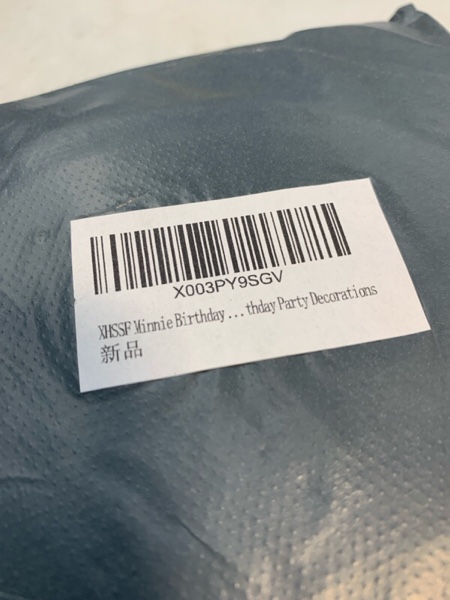 X003PY9SGV
XHSSF Minnie Birthday ...thday Party Decorations
新品